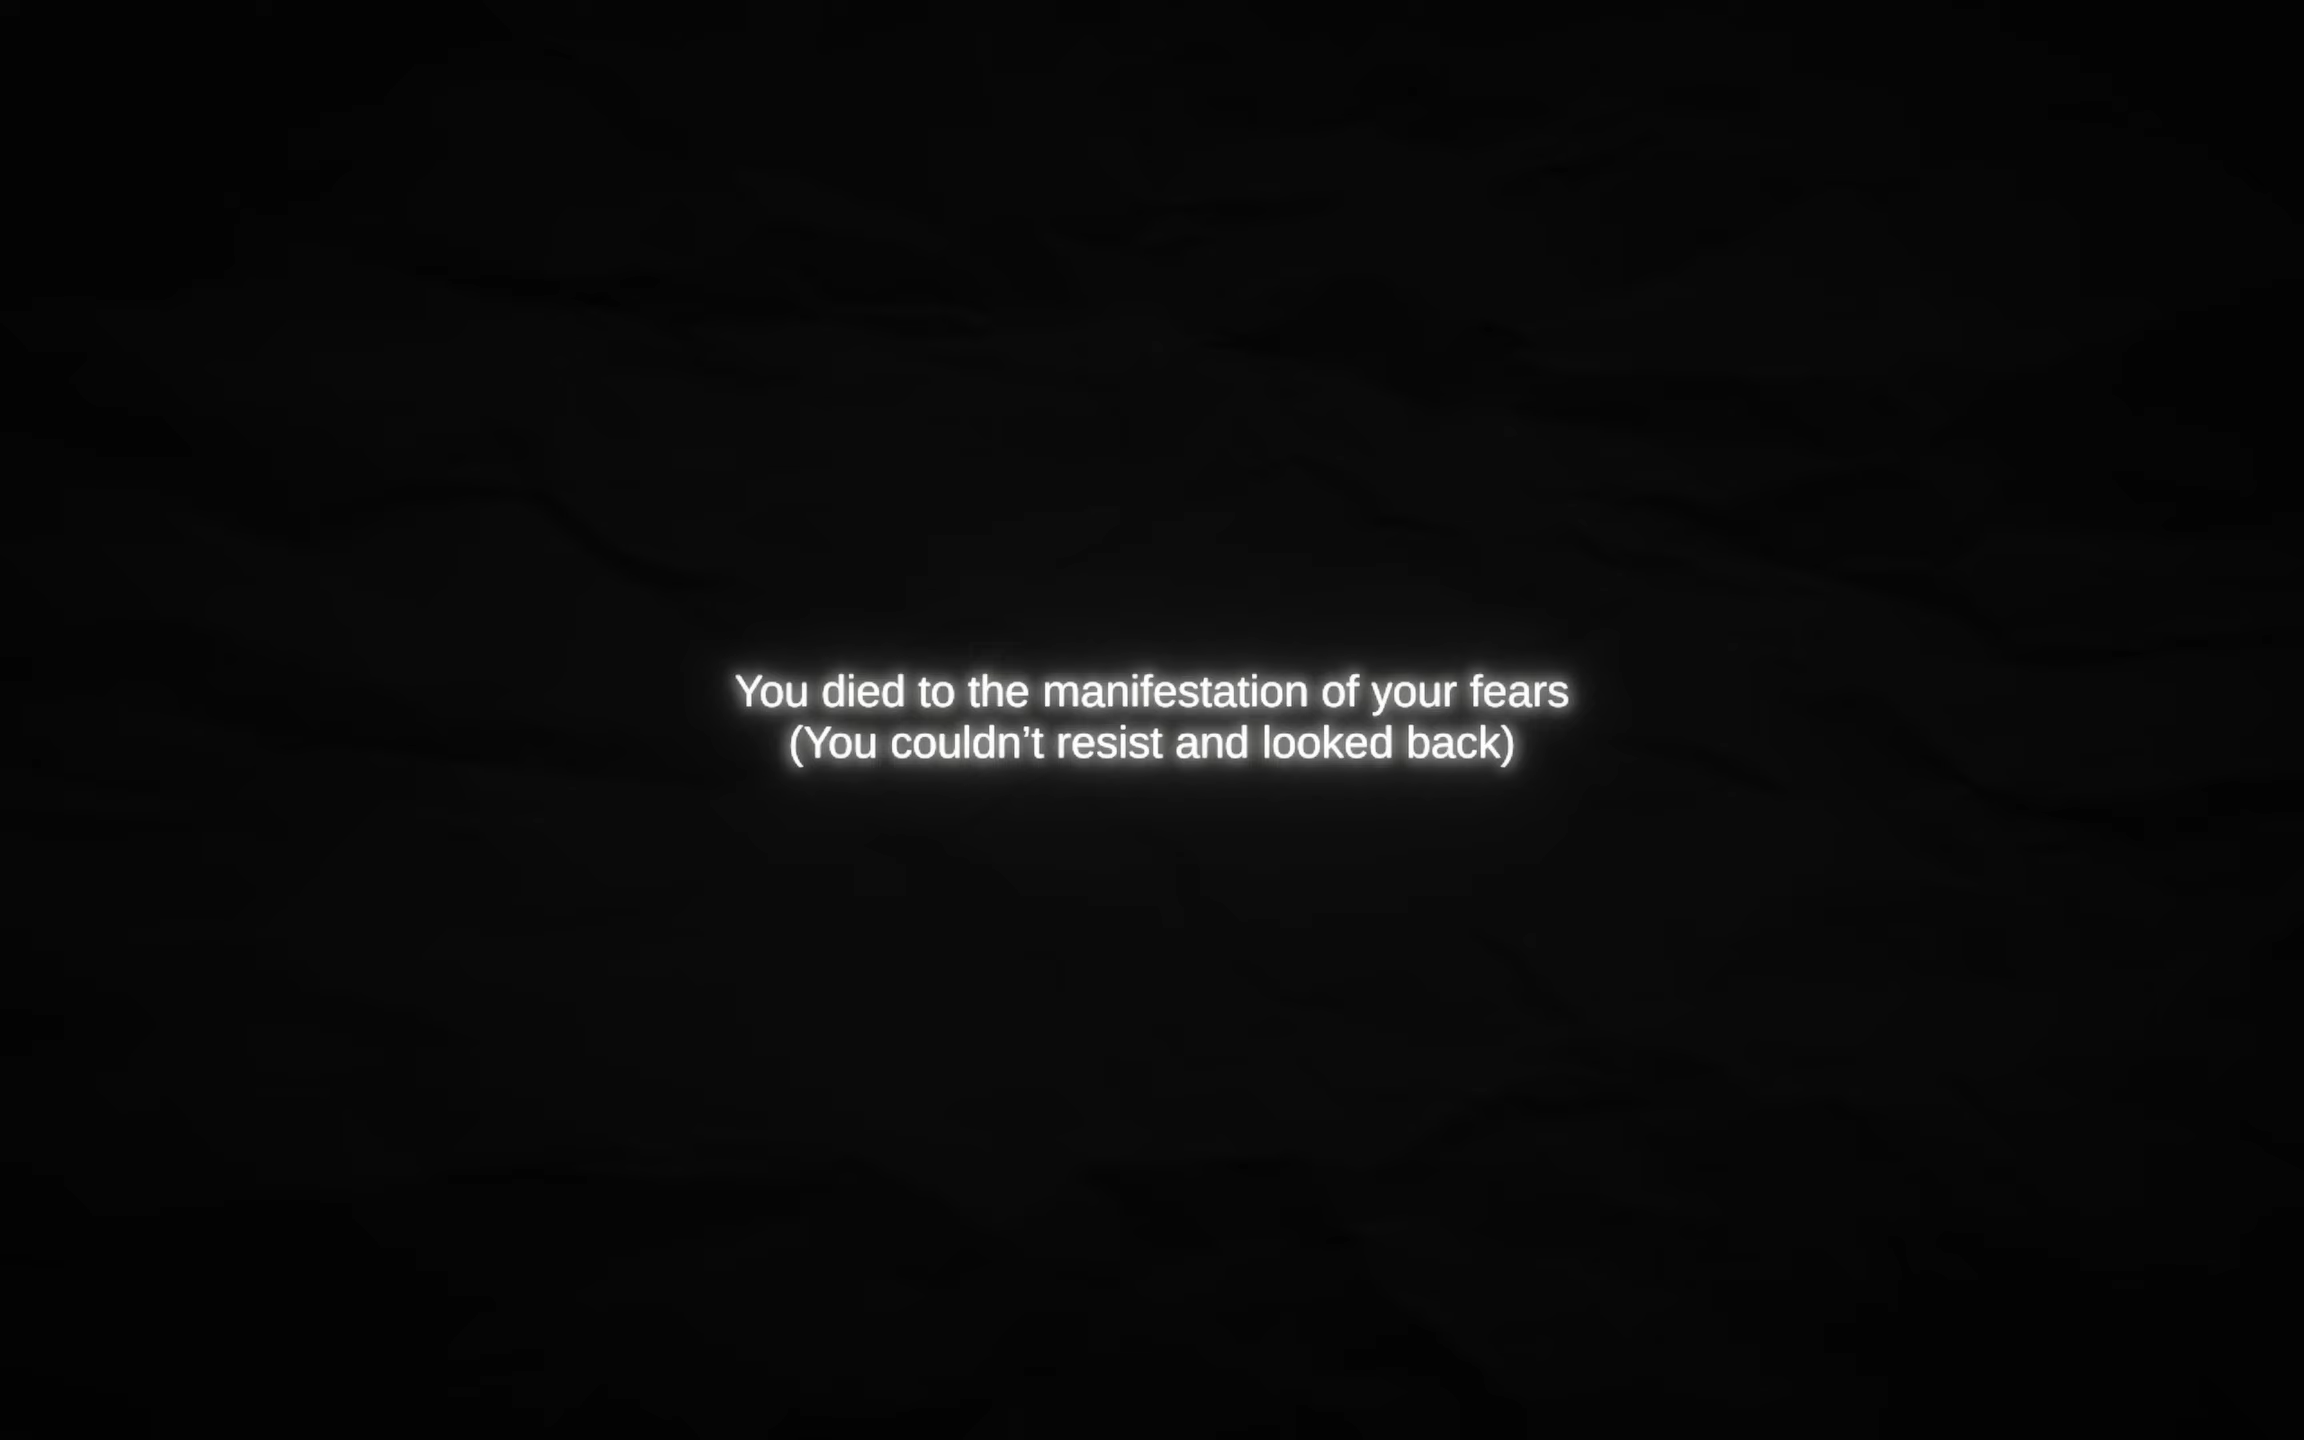 You died to the manifestation of your fears
(You couldn’t resist and looked back)